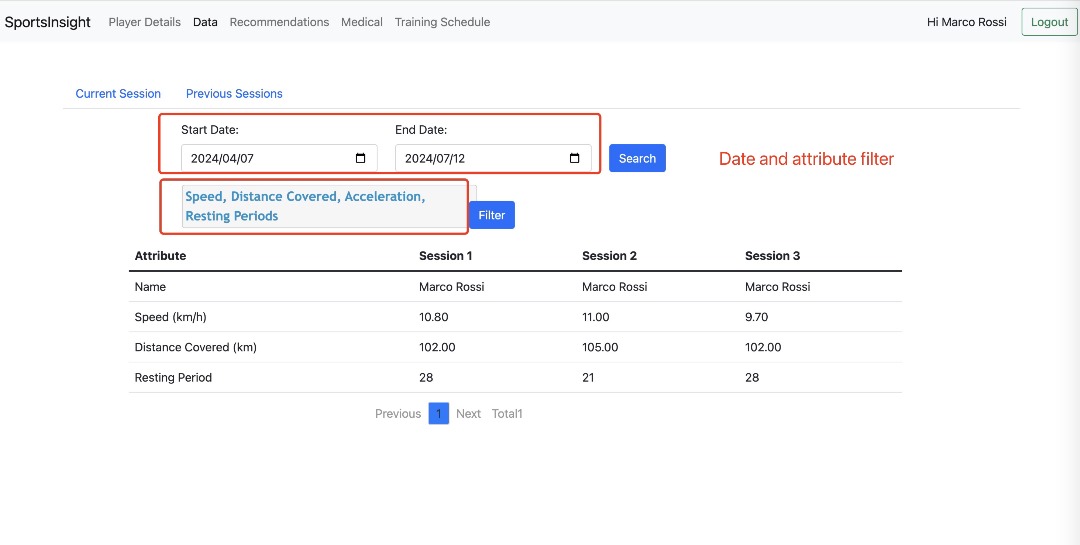 SportsInsight Player Details Data Recommendations Medical Training Schedule Hi Marco Rossi Logout
Current Session Previous Sessions
Start Date: End Date:
2024/04/07 2024/07/12 Search Date and attribute filter
Speed, Distance Covered, Acceleration,
Resting Periods
Filter
Attribute Session 1 Session 2 Session 3
Name Marco Rossi Marco Rossi Marco Rossi
Speed (km/h) 10.80 11.00 9.70
Distance Covered (km) 102.00 105.00 102.00
Resting Period 28 21 28
Previous 1 Next Total1